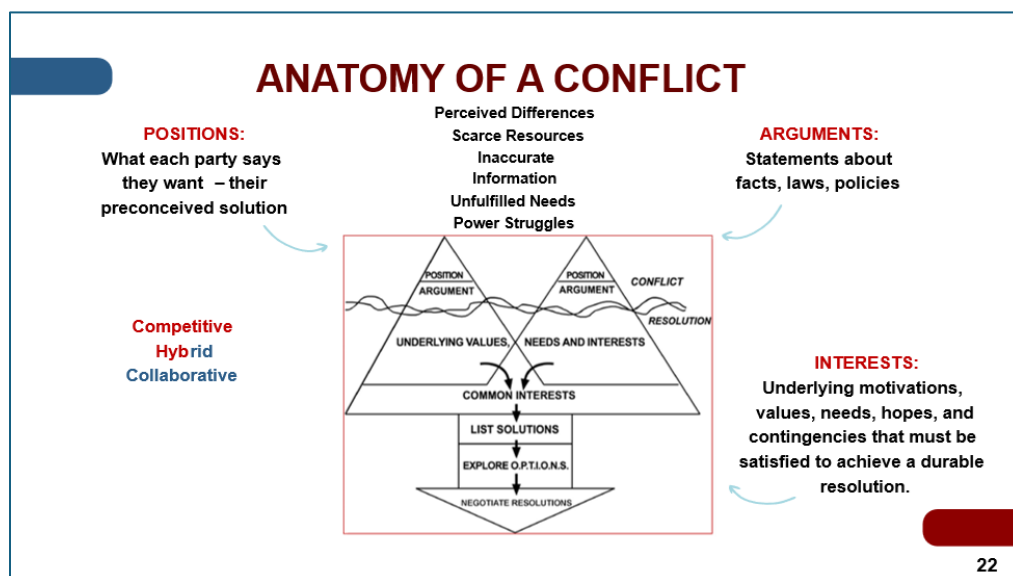 ANATOMY OF A CONFLICT
Perceived Differences
Scarce Resources
Inaccurate
Information
Unfulfilled Needs
Power Struggles
POSITIONS:
What each party says
they want – their
preconceived solution
ARGUMENTS:
Statements about
facts, laws, policies
POSITION
ARGUMENT
POSITION
ARGUMENT
CONFLICT
RESOLUTION
UNDERLYING VALUES, NEEDS AND INTERESTS
COMMON INTERESTS
LIST SOLUTIONS
EXPLORE O.P.T.I.O.N.S.
NEGOTIATE RESOLUTIONS
Competitive
Hybrid
Collaborative
INTERESTS:
Underlying motivations,
values, needs, hopes, and
contingencies that must be
satisfied to achieve a durable
resolution.
22